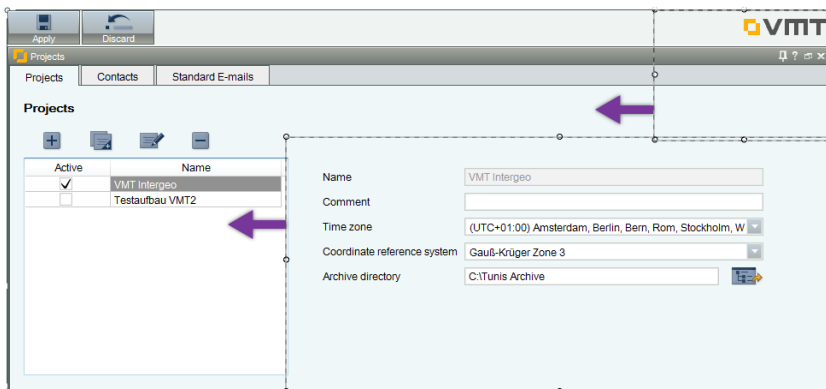 Apply Discard
VMT
Projects
?
Projects Contacts Standard E-mails
Projects
Active Name
VMT Intergeo
Testaufbau VMT2
Name VMT Intergeo
Comment
Time zone (UTC+01:00) Amsterdam, Berlin, Bern, Rom, Stockholm, W
Coordinate reference system Gauß-Krüger Zone 3
Archive directory C:\Tunis Archive